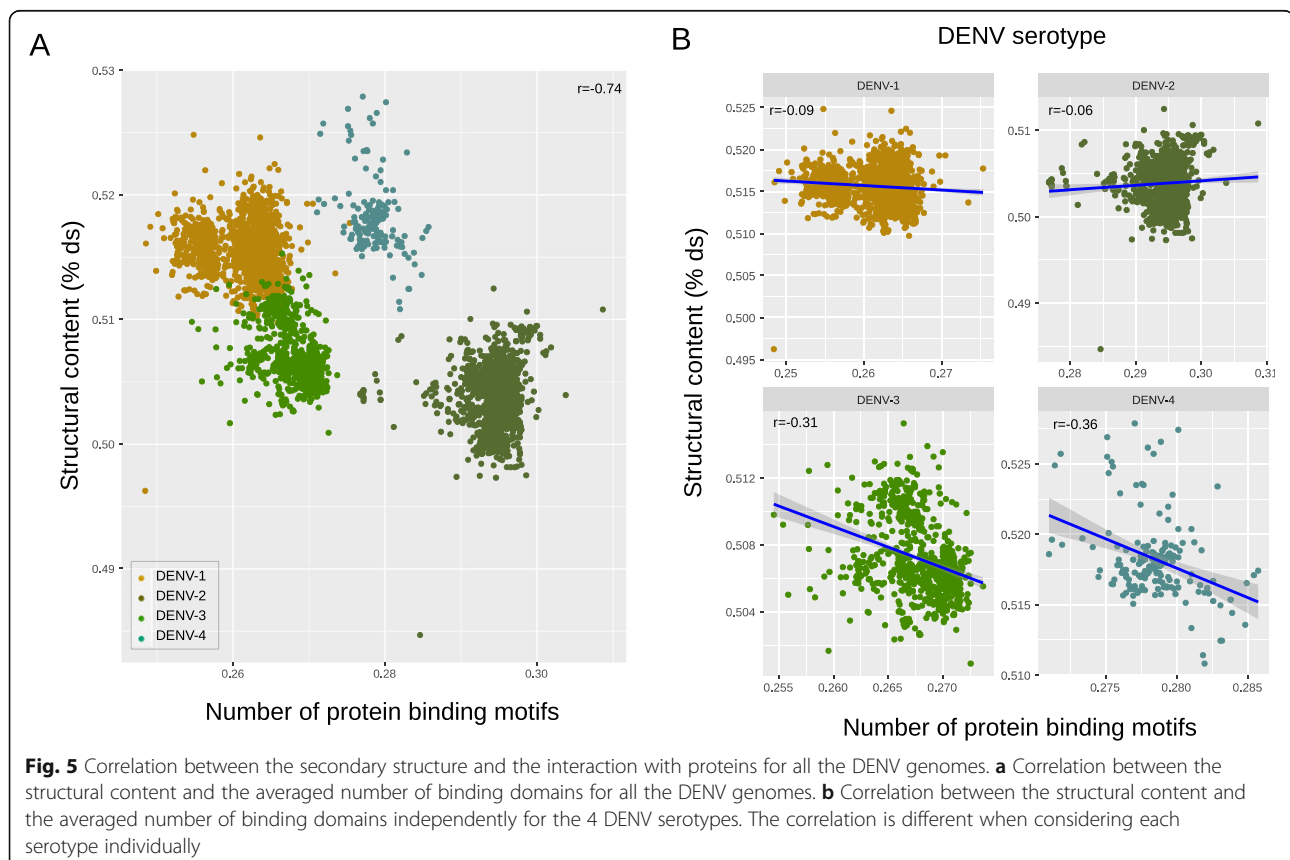 A
0.53
0.52
0.51
0.50
0.49
0.26
0.28
0.30
r=-0.74
Structural content (% ds)
Number of protein binding motifs
DENV-1
DENV-2
DENV-3
DENV-4
B
DENV serotype
DENV-1
r=-0.09
0.525
0.520
0.515
0.510
0.505
0.500
0.495
0.25
0.26
0.27
DENV-2
r=-0.06
0.51
0.50
0.49
0.28
0.29
0.30
0.31
DENV-3
r=-0.31
0.512
0.508
0.504
0.255
0.260
0.265
0.270
DENV-4
r=-0.36
0.525
0.520
0.515
0.510
0.275
0.280
0.285
Structural content (% ds)
Number of protein binding motifs
Fig. 5 Correlation between the secondary structure and the interaction with proteins for all the DENV genomes. a Correlation between the
structural content and the averaged number of binding domains for all the DENV genomes. b Correlation between the structural content and
the averaged number of binding domains independently for the 4 DENV serotypes. The correlation is different when considering each
serotype individually